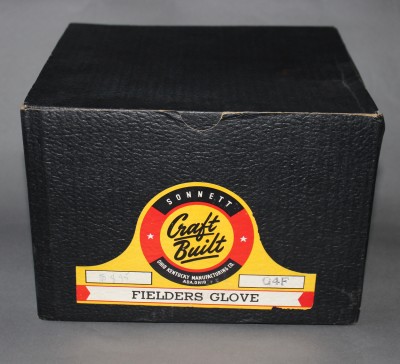 SONNETT
Craft
Built
OHIO KENTUCKY MANUFACTURING CO.
ADA, OHIO
G4F
FIELDERS GLOVE